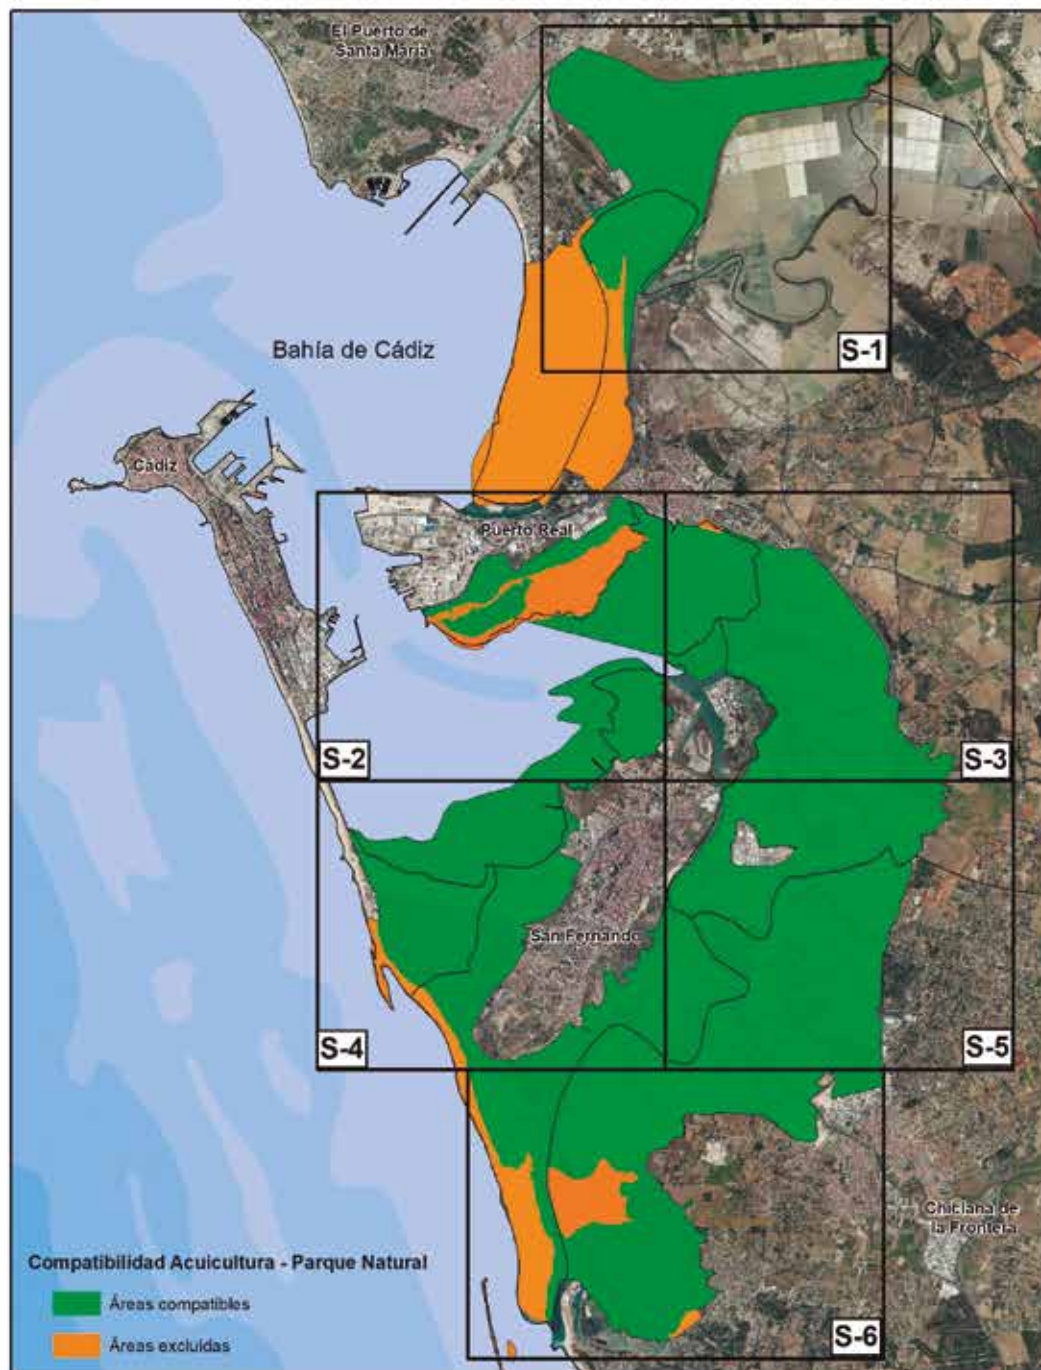 El Puerto de
Santa María
S-1
Bahía de Cádiz
Cádiz
Puerto Real
S-2
S-3
San Fernando
S-4
S-5
Chiclana de
la Frontera
Compatibilidad Acuicultura - Parque Natural
Áreas compatibles
Áreas excluídas
S-6